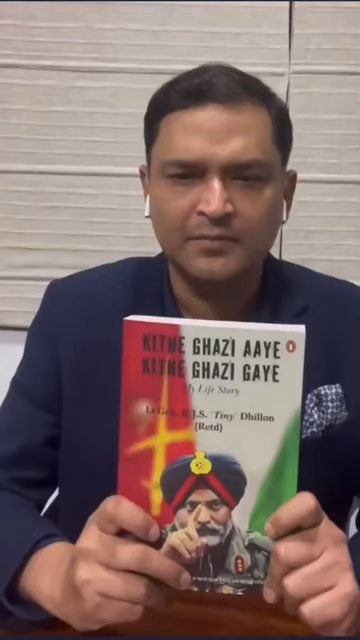 KITNE GHAZI AAYE
KITNE GHAZI GAYE
My Life Story
Lt Gen. K.J.S. 'Tiny' Dhillon
(Retd)